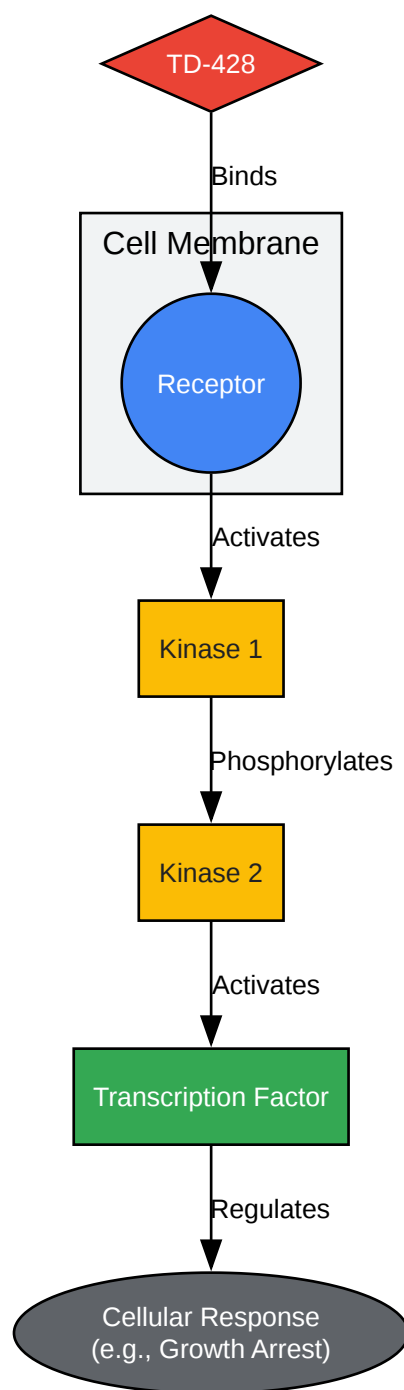 TD-428
Binds
Cell Membrane
Receptor
Activates
Kinase 1
Phosphorylates
Kinase 2
Activates
Transcription Factor
Regulates
Cellular Response
(e.g., Growth Arrest)